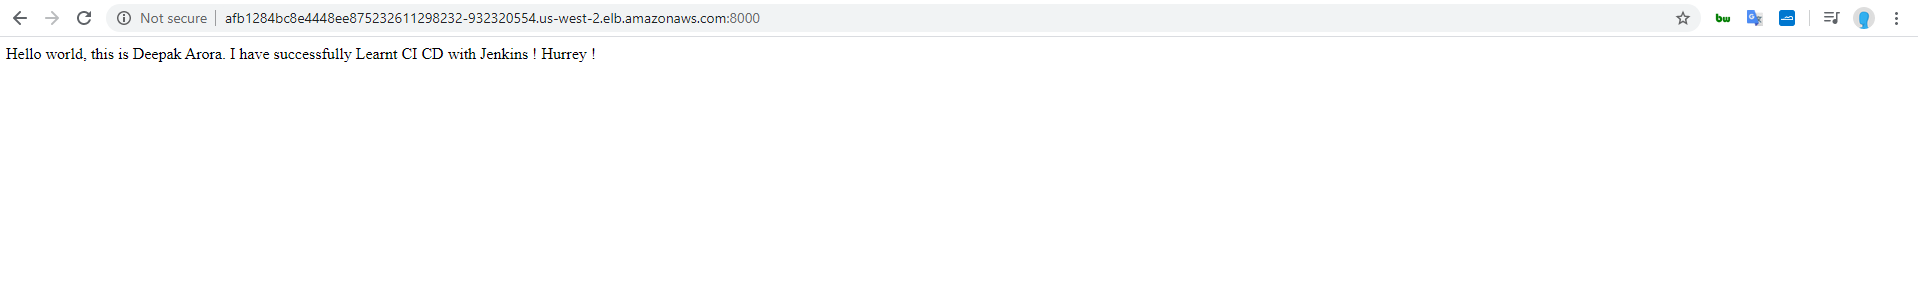 Not secure afb1284bc8e4448ee875232611298232-932320554.us-west-2.elb.amazonaws.com:8000
bw
Hello world, this is Deepak Arora. I have successfully Learnt CI CD with Jenkins ! Hurrey !